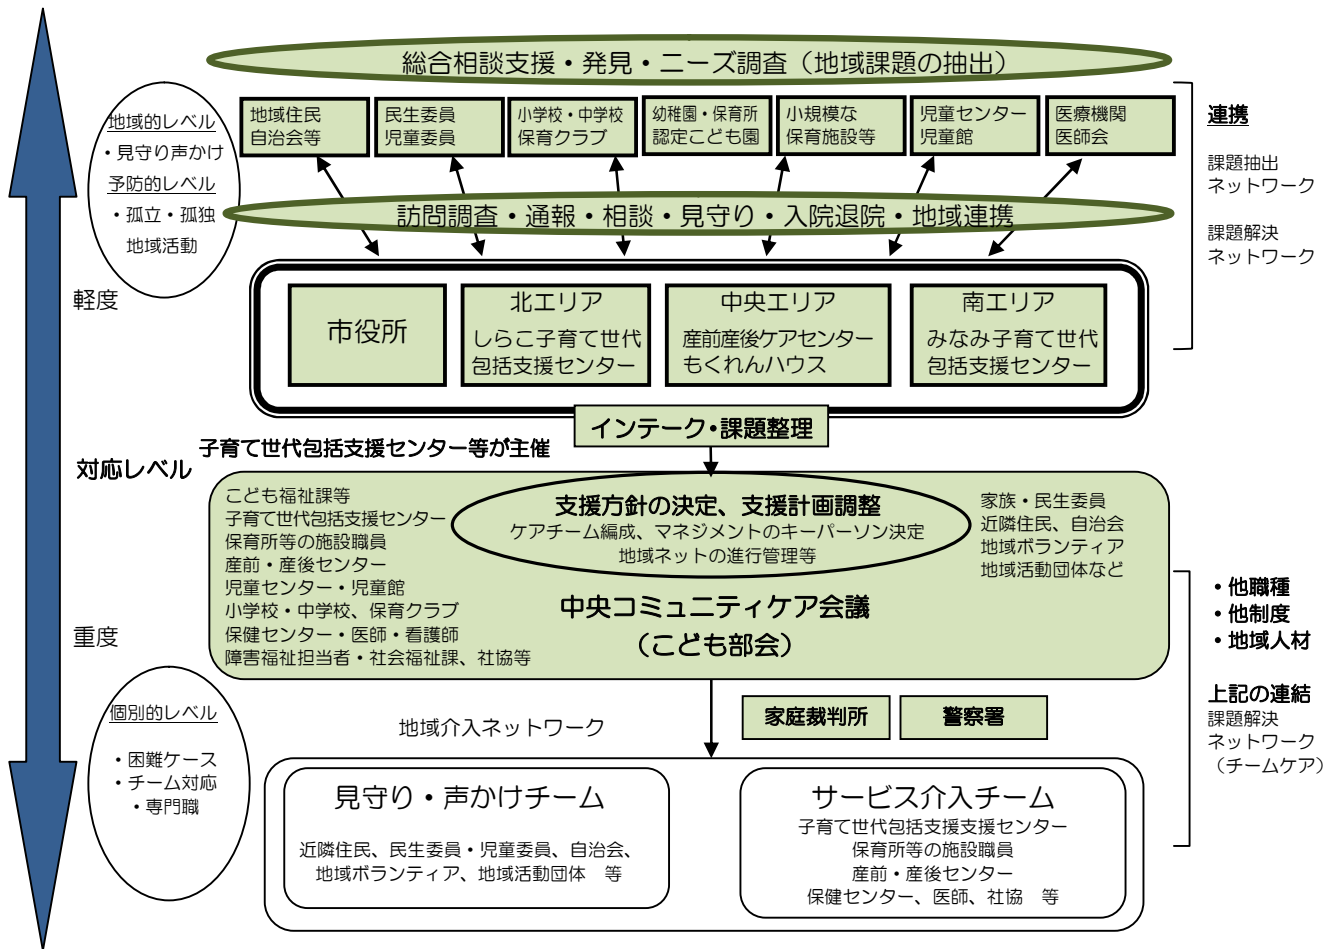 総合相談支援・発見・ニーズ調査（地域課題の抽出）
地域住民
自治会等
民生委員
児童委員
小学校・中学校
保育クラブ
幼稚園・保育所
認定こども園
小規模な
保育施設等
児童センター
児童館
医療機関
医師会
地域的レベル
・見守り声かけ
予防的レベル
・孤立・孤独
地域活動
連携
課題抽出
ネットワーク
課題解決
ネットワーク
訪問調査・通報・相談・見守り・入院退院・地域連携
軽度
市役所
北エリア
しらこ子育て世代
包括支援センター
中央エリア
産前産後ケアセンター
もくれんハウス
南エリア
みなみ子育て世代
包括支援センター
インテーク・課題整理
子育て世代包括支援センター等が主催
対応レベル
こども福祉課等
子育て世代包括支援センター
保育所等の施設職員
産前・産後センター
児童センター・児童館
小学校・中学校、保育クラブ
保健センター・医師・看護師
障害福祉担当者・社会福祉課、社協等
支援方針の決定、支援計画調整
ケアチーム編成、マネジメントのキーパーソン決定
地域ネットの進行管理等
家族・民生委員
近隣住民、自治会
地域ボランティア
地域活動団体など
中央コミュニティケア会議
（こども部会）
・他職種
・他制度
・地域人材
上記の連結
課題解決
ネットワーク
（チームケア）
重度
個別的レベル
・困難ケース
・チーム対応
・専門職
地域介入ネットワーク
家庭裁判所
警察署
見守り・声かけチーム
近隣住民、民生委員・児童委員、自治会、
地域ボランティア、地域活動団体　等
サービス介入チーム
子育て世代包括支援支援センター
保育所等の施設職員
産前・産後センター
保健センター、医師、社協　等